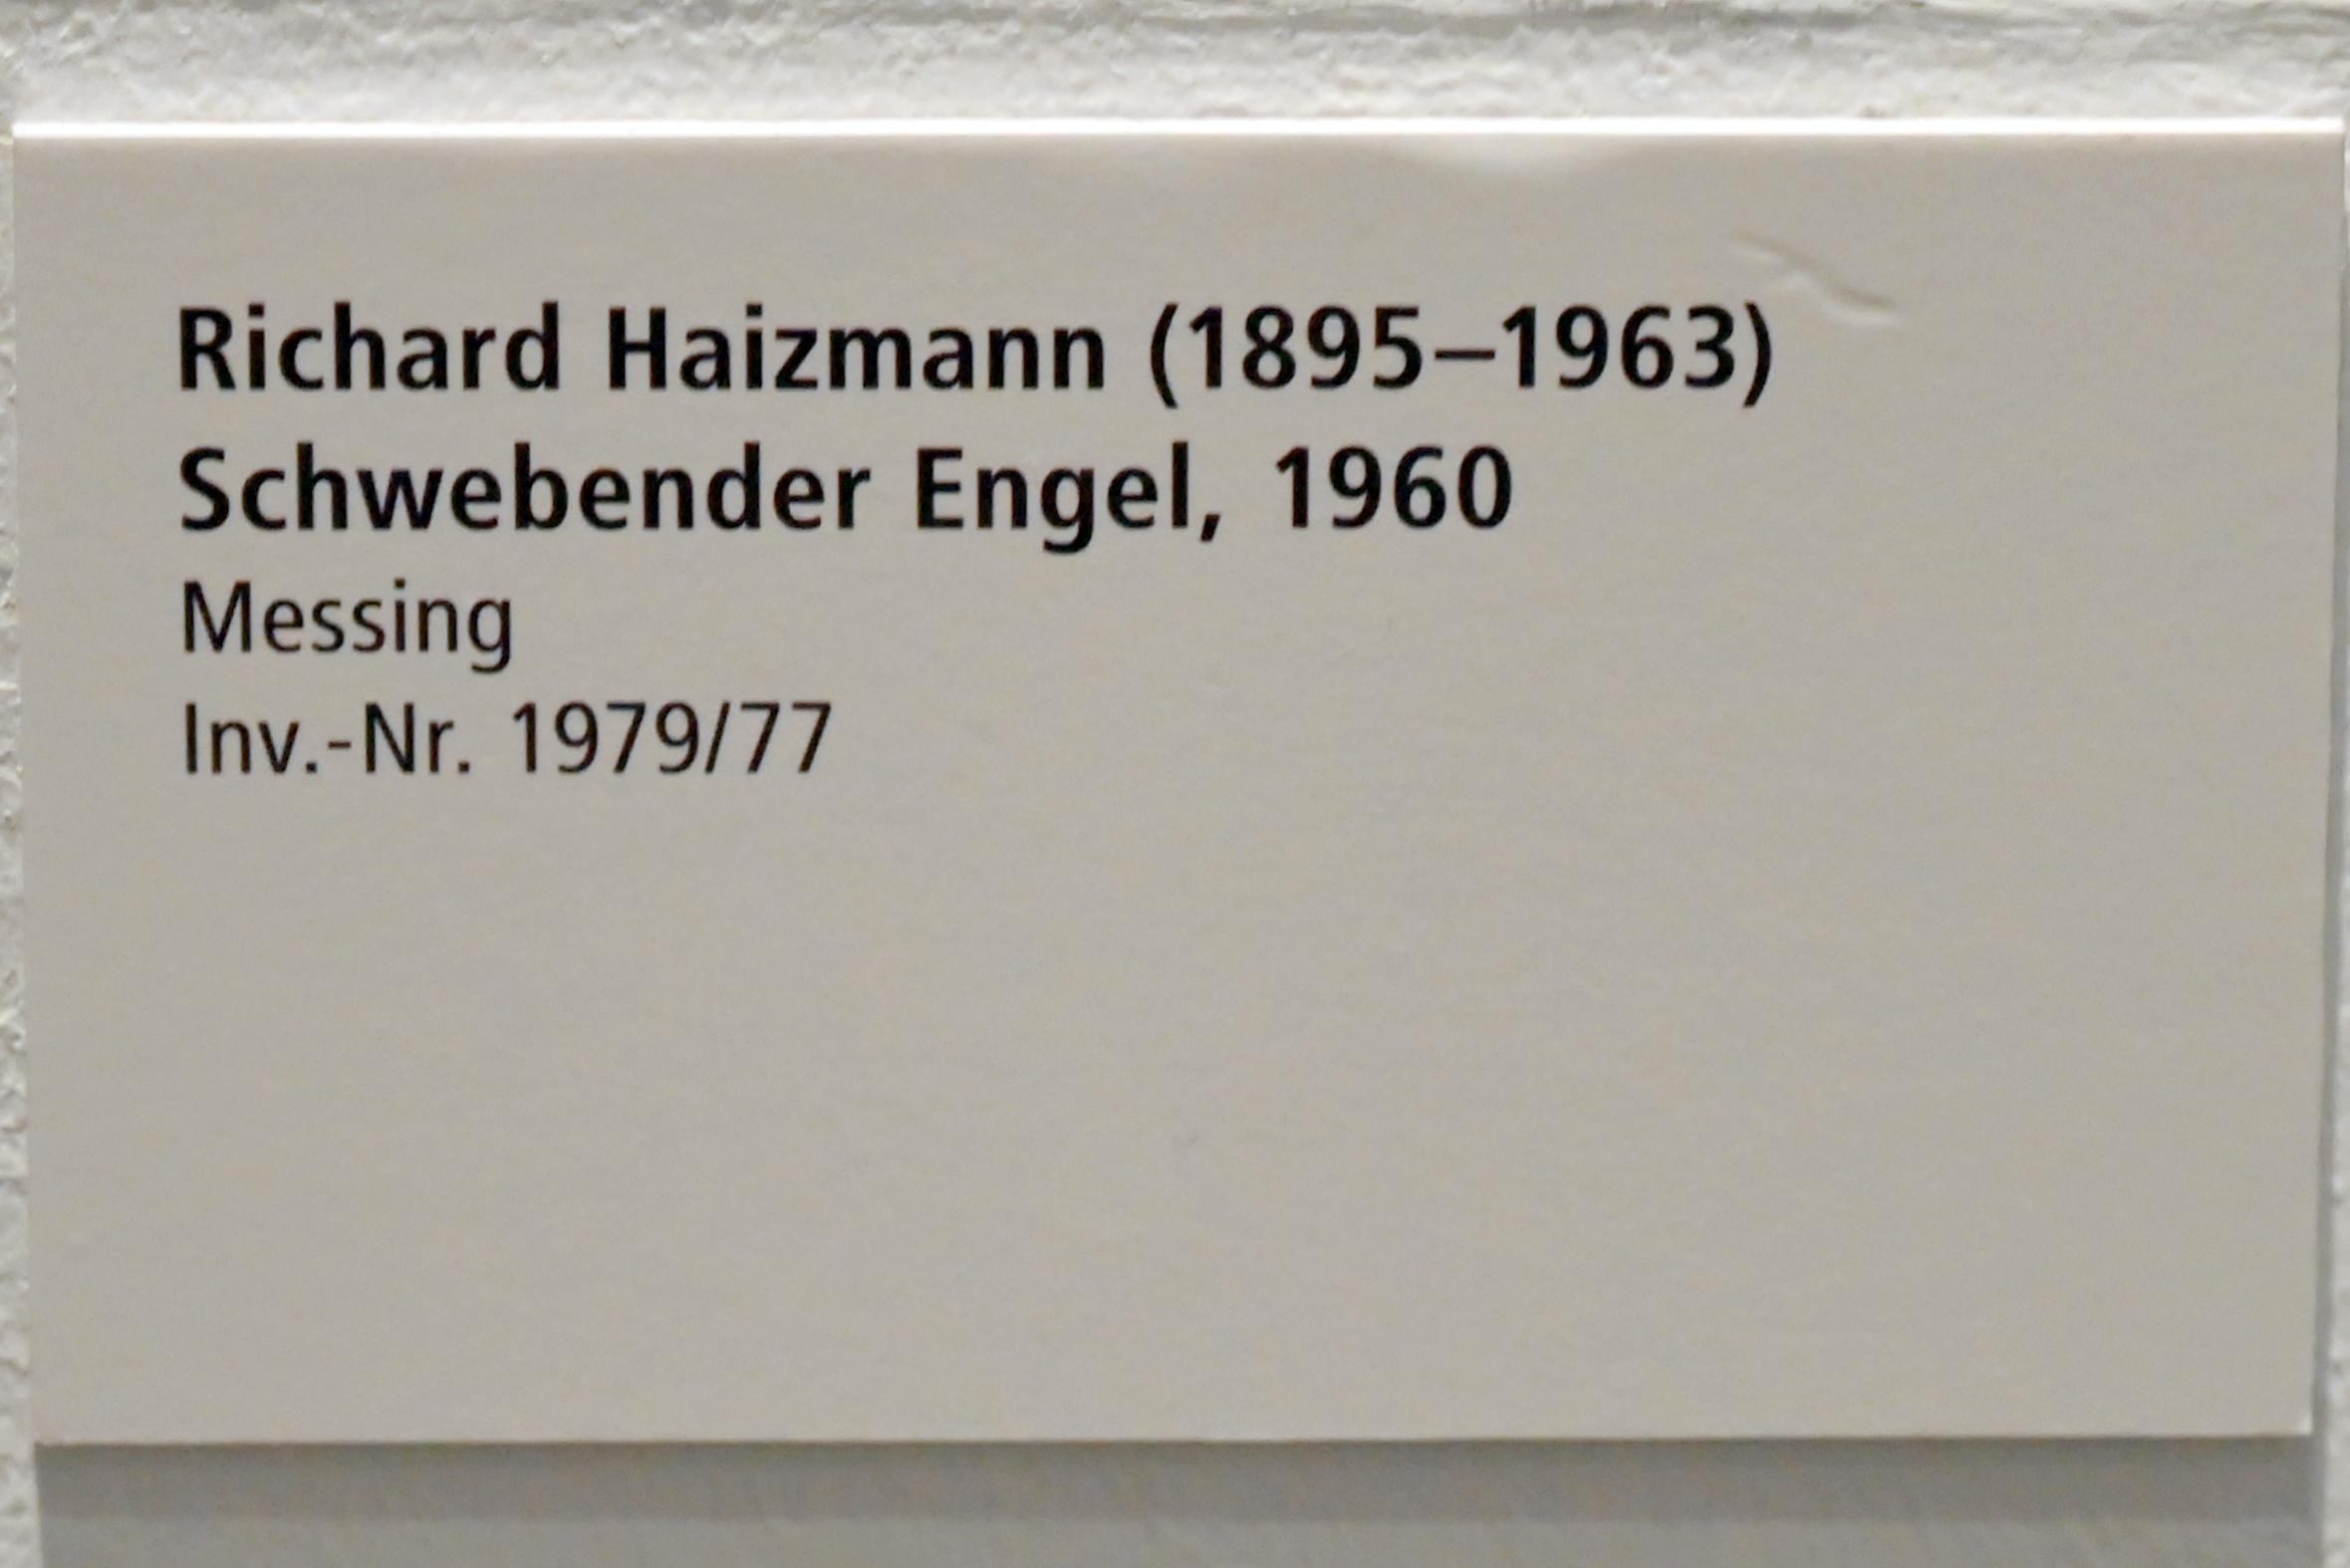 Richard Haizmann (1895–1963)
Schwebender Engel, 1960
Messing
Inv.-Nr. 1979/77